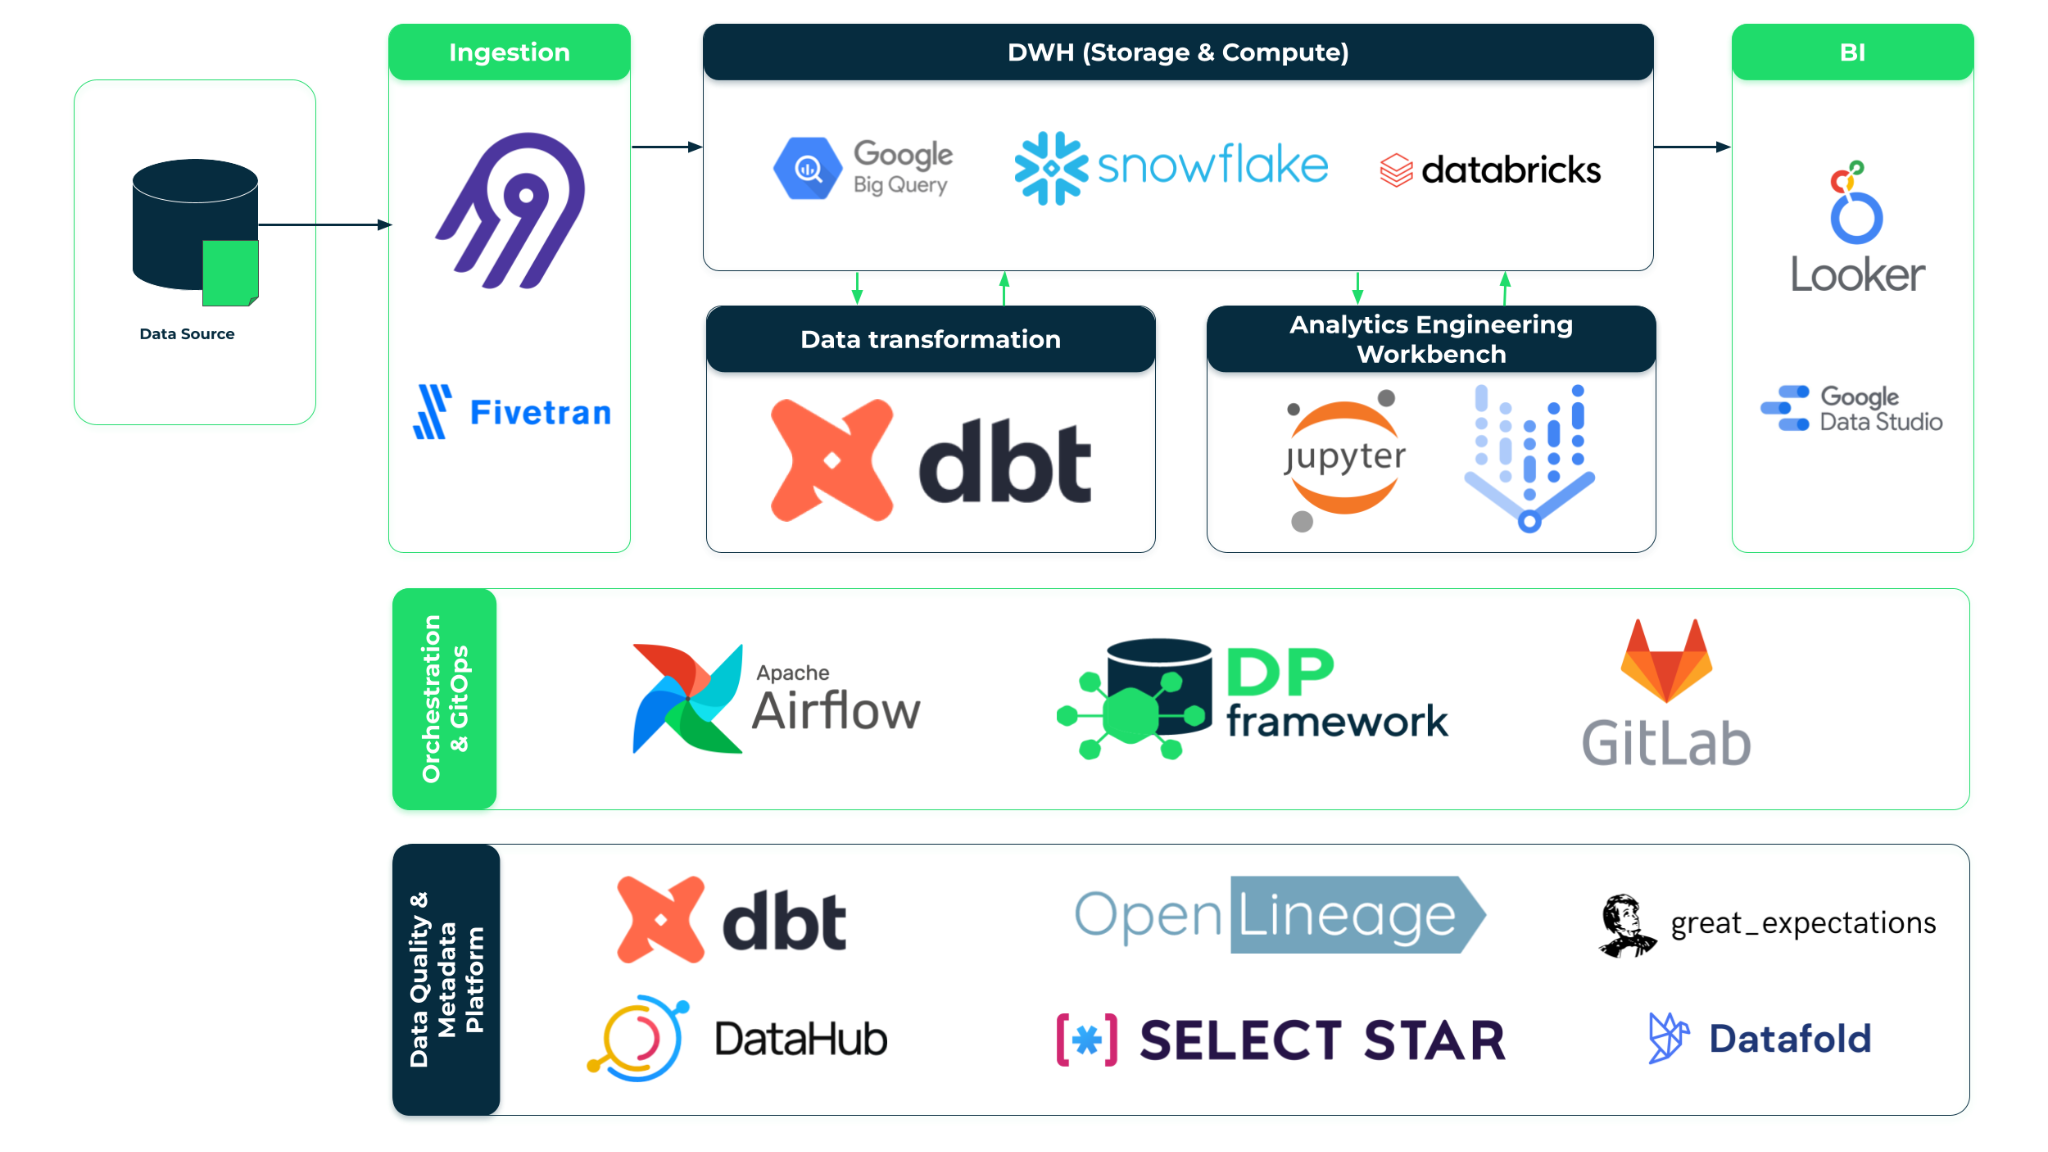 Data Source
Ingestion
Fivetran
DWH (Storage & Compute)
Google
Big Query
snowflake
databricks
Data transformation
dbt
Analytics Engineering
Workbench
jupyter
BI
Looker
Google
Data Studio
Orchestration
& GitOps
Apache
Airflow
DP
framework
GitLab
Data Quality &
Metadata
Platform
dbt
Open Lineage
great_expectations
DataHub
[*] SELECT STAR
Datafold